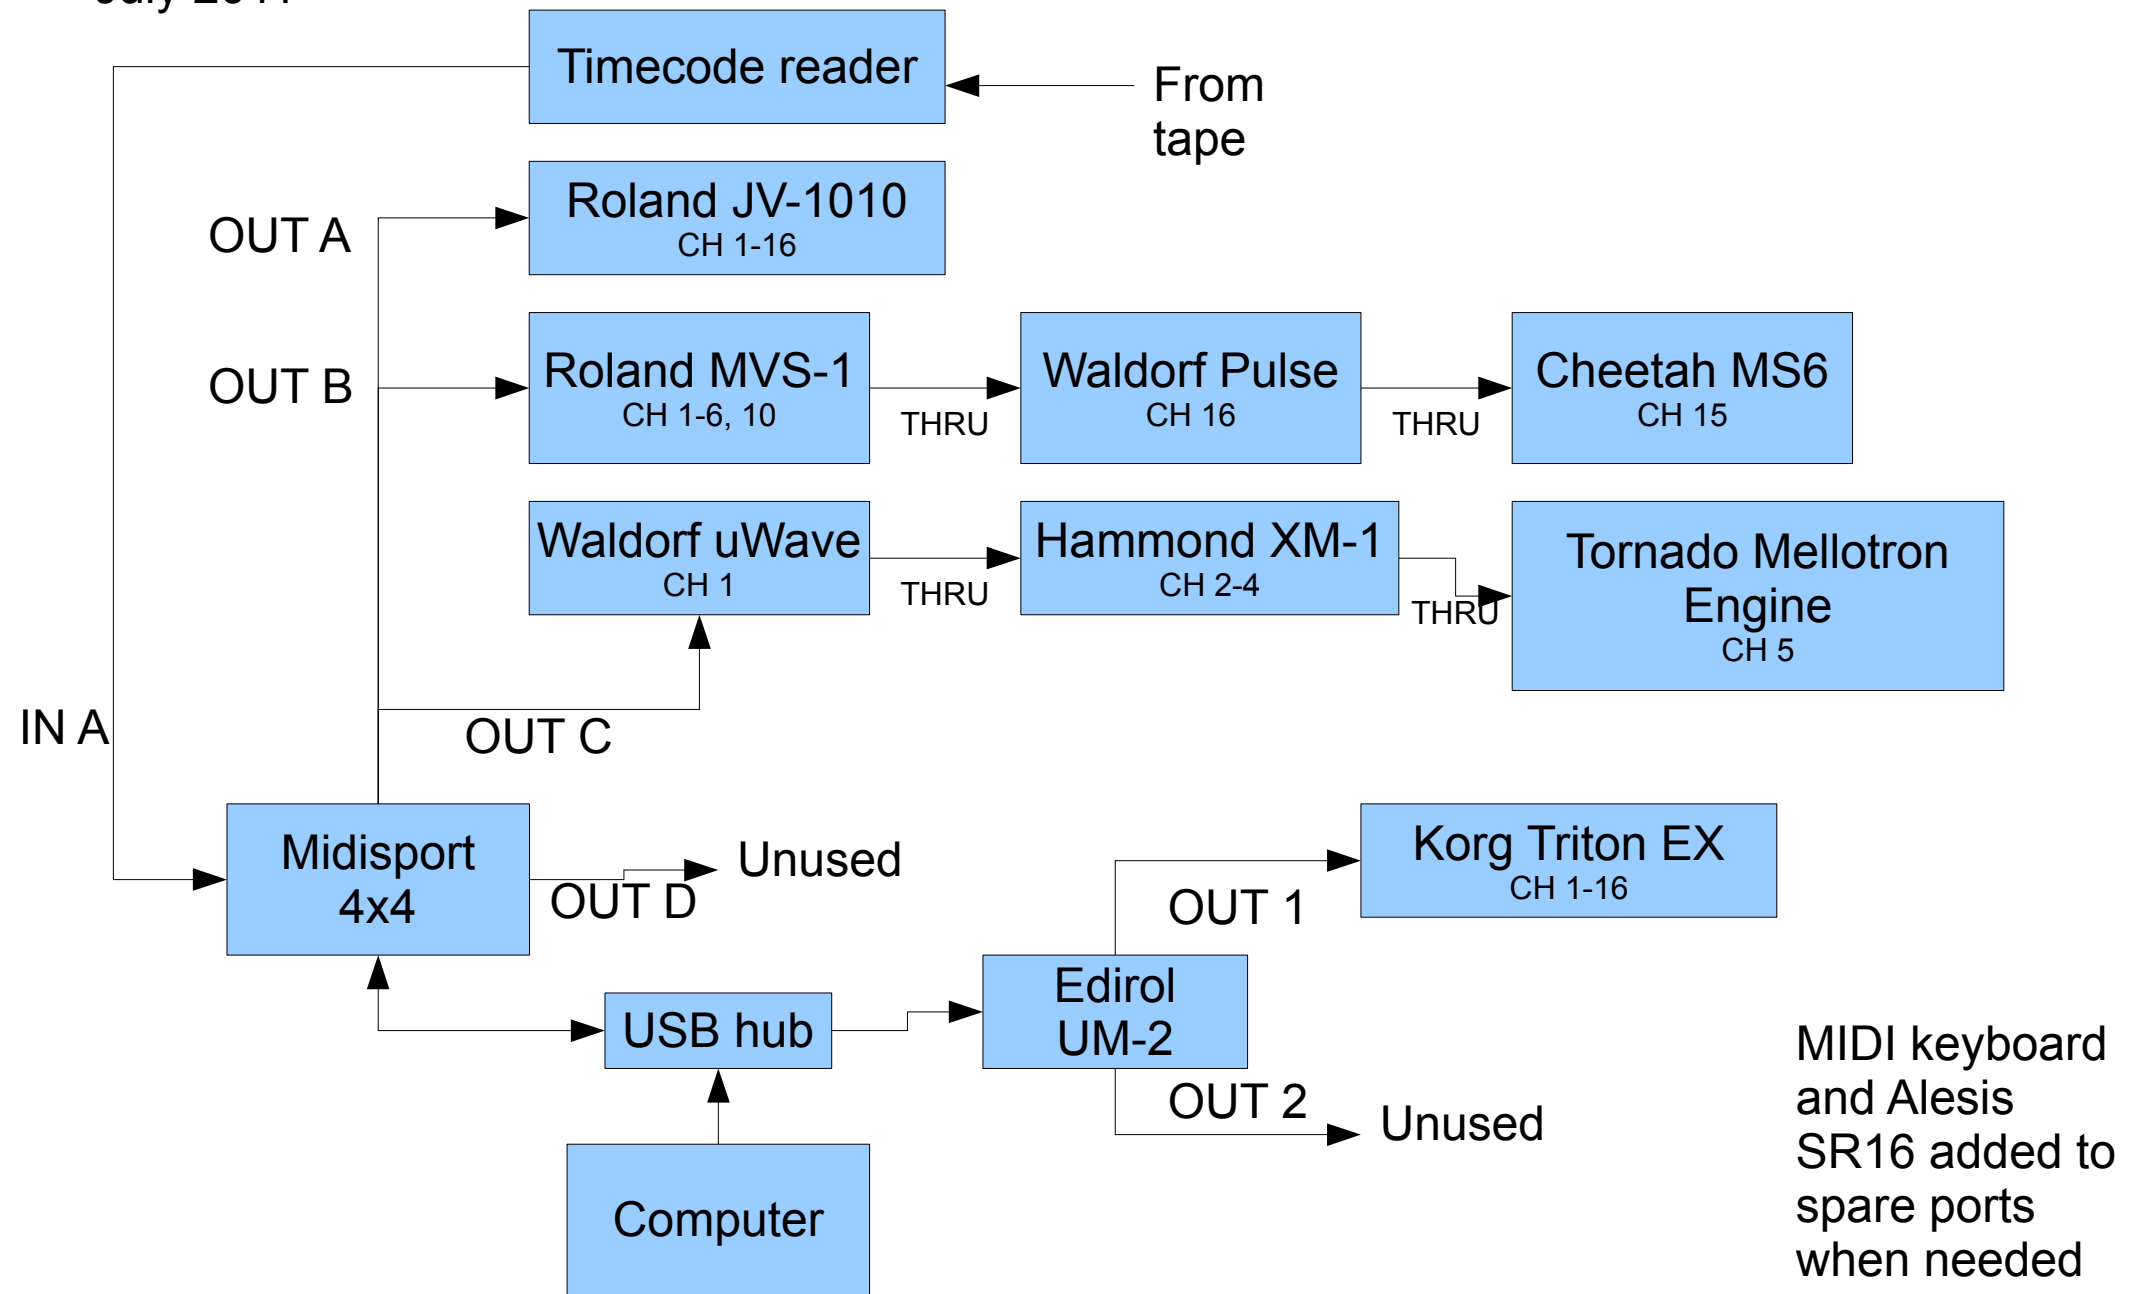 Timecode reader
From
tape
Roland JV-1010
CH 1-16
OUT A
Roland MVS-1
CH 1-6, 10
THRU
Waldorf Pulse
CH 16
THRU
Cheetah MS6
CH 15
OUT B
Waldorf uWave
CH 1
THRU
Hammond XM-1
CH 2-4
THRU
Tornado Mellotron
Engine
CH 5
IN A
OUT C
Midisport
4x4
OUT D
Unused
Korg Triton EX
CH 1-16
OUT 1
Edirol
UM-2
USB hub
OUT 2
Unused
Computer
MIDI keyboard
and Alesis
SR16 added to
spare ports
when needed